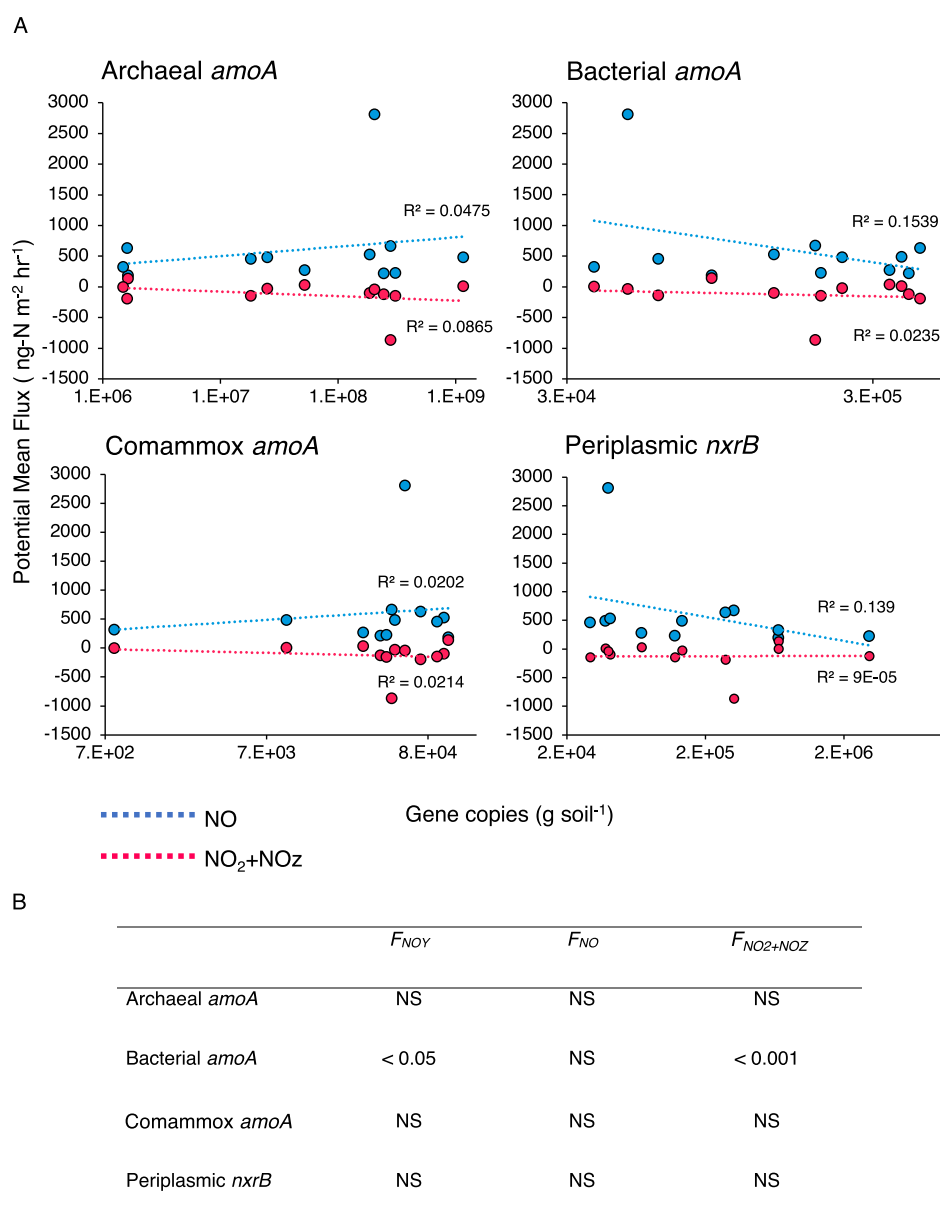 A
Archaeal amoA
Bacterial amoA
3000
2500
2000
1500
1000
500
0
-500
-1000
-1500
R² = 0.0475
R² = 0.0865
1.E+06 1.E+07 1.E+08 1.E+09
3000
2500
2000
1500
1000
500
0
-500
-1000
-1500
R² = 0.1539
R² = 0.0235
3.E+04 3.E+05
Potential Mean Flux ( ng-N m⁻² hr⁻¹)
Comammox amoA
Periplasmic nxrB
3000
2500
2000
1500
1000
500
0
-500
-1000
-1500
R² = 0.0202
R² = 0.0214
7.E+02 7.E+03 8.E+04
3000
2500
2000
1500
1000
500
0
-500
-1000
-1500
R² = 0.139
R² = 9E-05
2.E+04 2.E+05 2.E+06
Gene copies (g soil⁻¹)
NO
NO₂+NOz
B
F_NOY F_NO F_NO2+NOZ
Archaeal amoA NS NS NS
Bacterial amoA < 0.05 NS < 0.001
Comammox amoA NS NS NS
Periplasmic nxrB NS NS NS